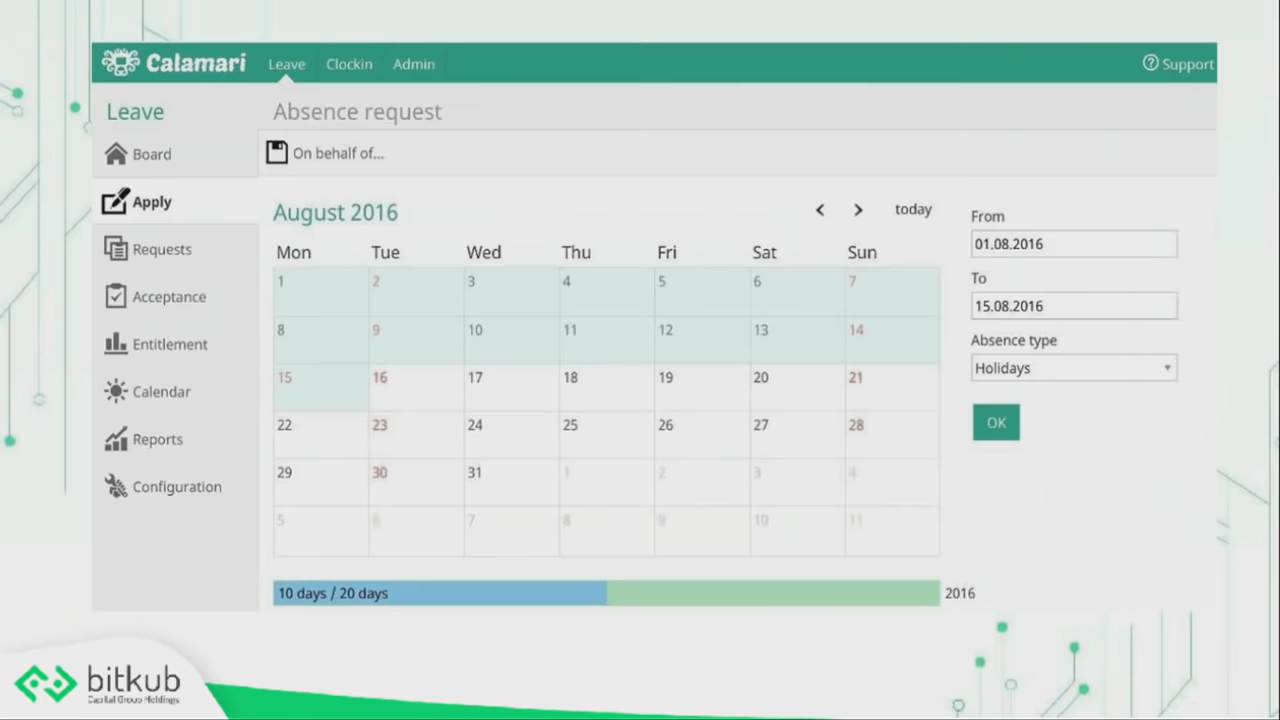 Calamari Leave Clockin Admin Support
Leave
Absence request
Board
On behalf of...
Apply
Requests
Acceptance
Entitlement
Calendar
Reports
Configuration
August 2016 today
Mon Tue Wed Thu Fri Sat Sun
1 2 3 4 5 6 7
8 9 10 11 12 13 14
15 16 17 18 19 20 21
22 23 24 25 26 27 28
29 30 31 1 2 3 4
5 6 7 8 9 10 11
10 days / 20 days 2016
From
01.08.2016
To
15.08.2016
Absence type
Holidays
OK
bitkub
Capital Group Holdings